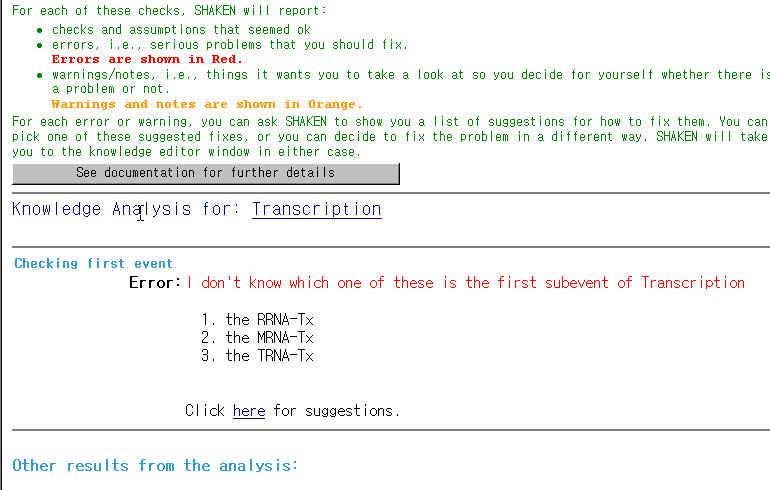 For each of these checks, SHAKEN will report:
• checks and assumptions that seemed ok
• errors, i.e., serious problems that you should fix.
Errors are shown in Red.
• warnings/notes, i.e., things it wants you to take a look at so you decide for yourself whether there is
a problem or not.
Warnings and notes are shown in Orange.
For each error or warning, you can ask SHAKEN to show you a list of suggestions for how to fix them. You can
pick one of these suggested fixes, or you can decide to fix the problem in a different way. SHAKEN will take
you to the knowledge editor window in either case.
See documentation for further details
Knowledge Analysis for: Transcription
Checking first event
Error: I don't know which one of these is the first subevent of Transcription
1. the RRNA-Tx
2. the MRNA-Tx
3. the TRNA-Tx
Click here for suggestions.
Other results from the analysis: